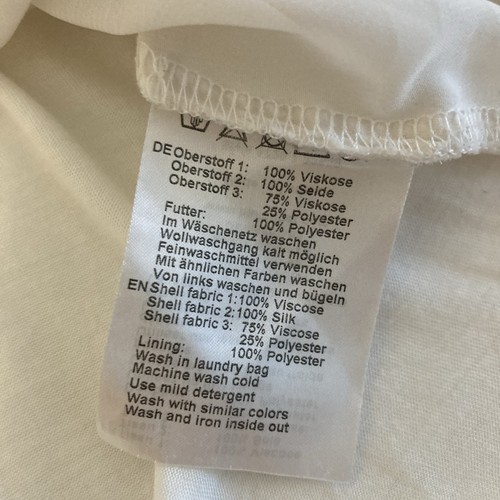 DE Oberstoff 1: 100% Viskose
Oberstoff 2: 100% Seide
Oberstoff 3: 75% Viskose
25% Polyester
Futter: 100% Polyester
Im Wäschenetz waschen
Wollwaschgang kalt möglich
Feinwaschmittel verwenden
Mit ähnlichen Farben waschen
Von links waschen und bügeln
EN Shell fabric 1: 100% Viscose
Shell fabric 2: 100% Silk
Shell fabric 3: 75% Viscose
25% Polyester
Lining: 100% Polyester
Wash in laundry bag
Machine wash cold
Use mild detergent
Wash with similar colors
Wash and iron inside out